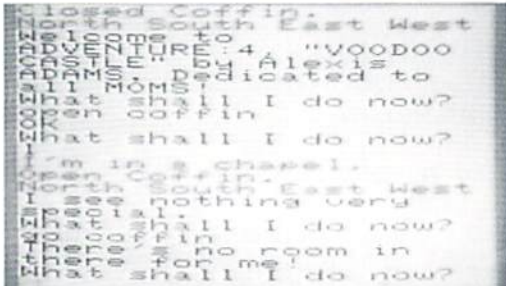 Closed Coffin.
North South East West
Welcome to
ADVENTURE:4, "VOODOO
CASTLE" by Alexis
ADAMS. Dedicated to
all MOMS!
What shall I do now?
open coffin
OK
What shall I do now?
l
I'm in a chapel.
Open Coffin.
North South East West
I see nothing very
special.
What shall I do now?
go coffin
There's no room in
there for me!
What shall I do now?